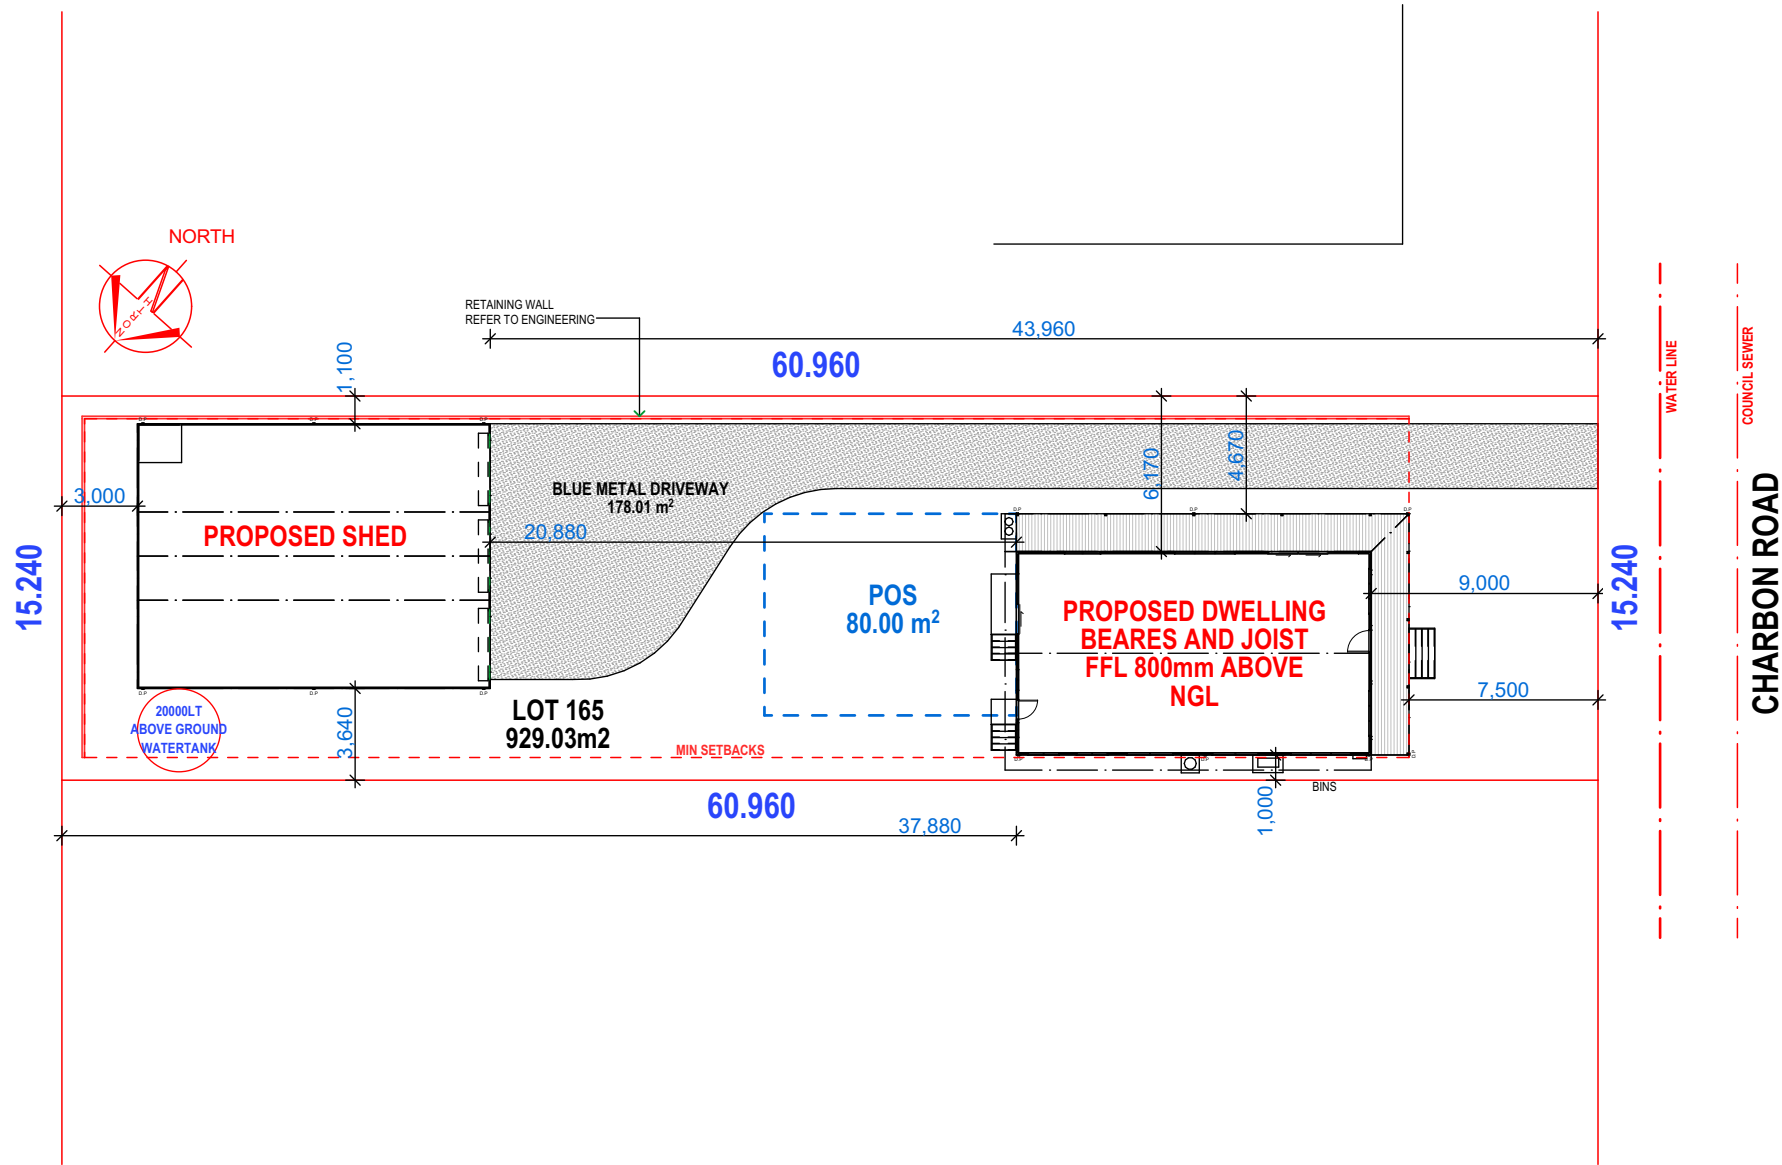 NORTH
NORTH
RETAINING WALL
REFER TO ENGINEERING
43,960
60.960
1,100
WATER LINE
COUNCIL SEWER
CHARBON ROAD
D.P
D.P
D.P
3,000
PROPOSED SHED
BLUE METAL DRIVEWAY
178.01 m²
20,880
6,170
4,670
D.P
D.P
D.P
15.240
15.240
POS
80.00 m²
PROPOSED DWELLING
BEARES AND JOIST
FFL 800mm ABOVE
NGL
9,000
7,500
D.P
D.P
D.P
20000LT
ABOVE GROUND
WATERTANK
3,640
LOT 165
929.03m2
MIN SETBACKS
D.P
D.P
D.P
BINS
1,000
60.960
37,880